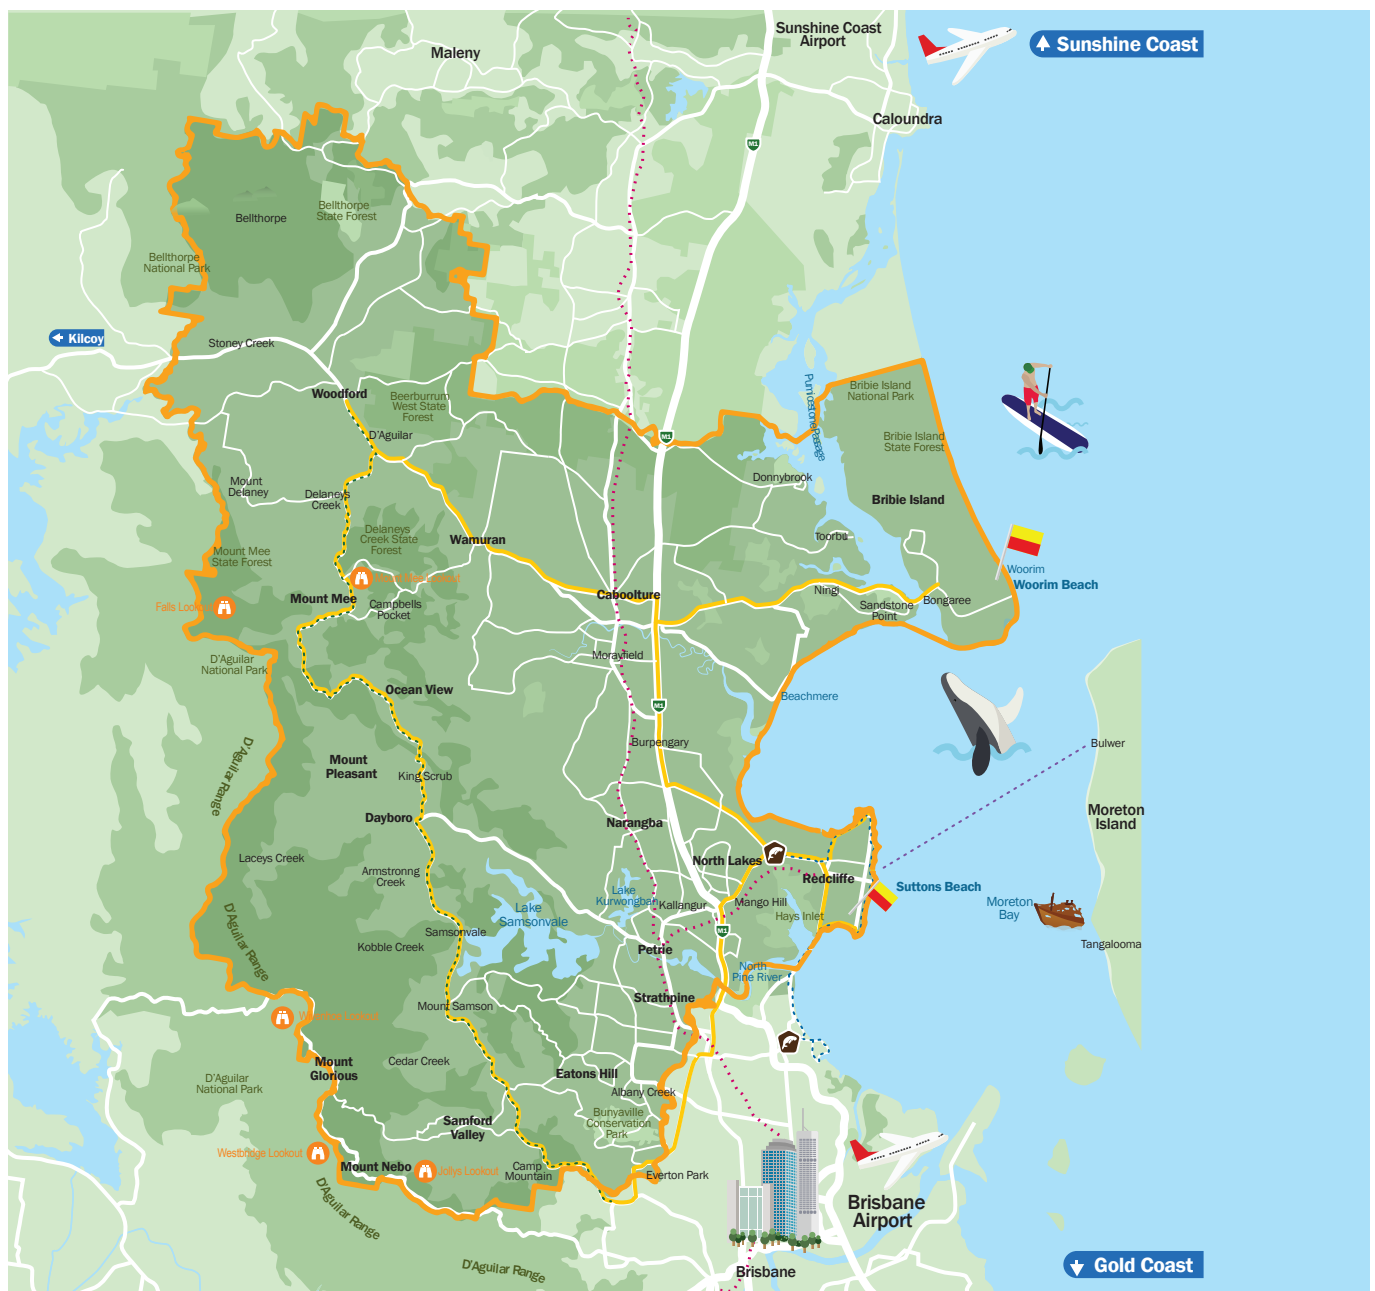 Sunshine Coast
Airport
Sunshine Coast
Maleny
Caloundra
M1
Bellthorpe
Bellthorpe
State Forest
Bellthorpe
National Park
Kilcoy
Stoney Creek
Woodford
Beerburrum
West State
Forest
D'Aguilar
M1
Pumicestone Passage
Bribie Island
National Park
Bribie Island
State Forest
Bribie Island
Donnybrook
Mount
Delaney
Delaneys
Creek
Delaneys
Creek State
Forest
Wamuran
Toorbul
Mount Mee
State Forest
Woorim
Woorim Beach
Mount Mee
Campbells
Pocket
Caboolture
Ningi
Sandstone
Point
Bongaree
D'Aguilar
National Park
Morayfield
Ocean View
Beachmere
M1
Burpengary
Bulwer
D'Aguilar Range
Mount
Pleasant
King Scrub
Dayboro
Narangba
Moreton
Island
Laceys Creek
Armstronng
Creek
North Lakes
Redcliffe
Suttons Beach
Lake
Kurwongbah
Kallangur
Mango Hill
Hays Inlet
Moreton
Bay
Lake
Samsonvale
Samsonvale
M1
D'Aguilar Range
Kobble Creek
Petrie
Tangalooma
North
Pine River
Strathpine
Mount Samson
Mount
Glorious
Cedar Creek
Eatons Hill
D'Aguilar
National Park
Albany Creek
Bunyaville
Conservation
Park
Samford
Valley
Westbridge Lookout
Mount Nebo
Jollys Lookout
Camp
Mountain
Everton Park
D'Aguilar Range
Brisbane
Airport
D'Aguilar Range
Brisbane
Gold Coast